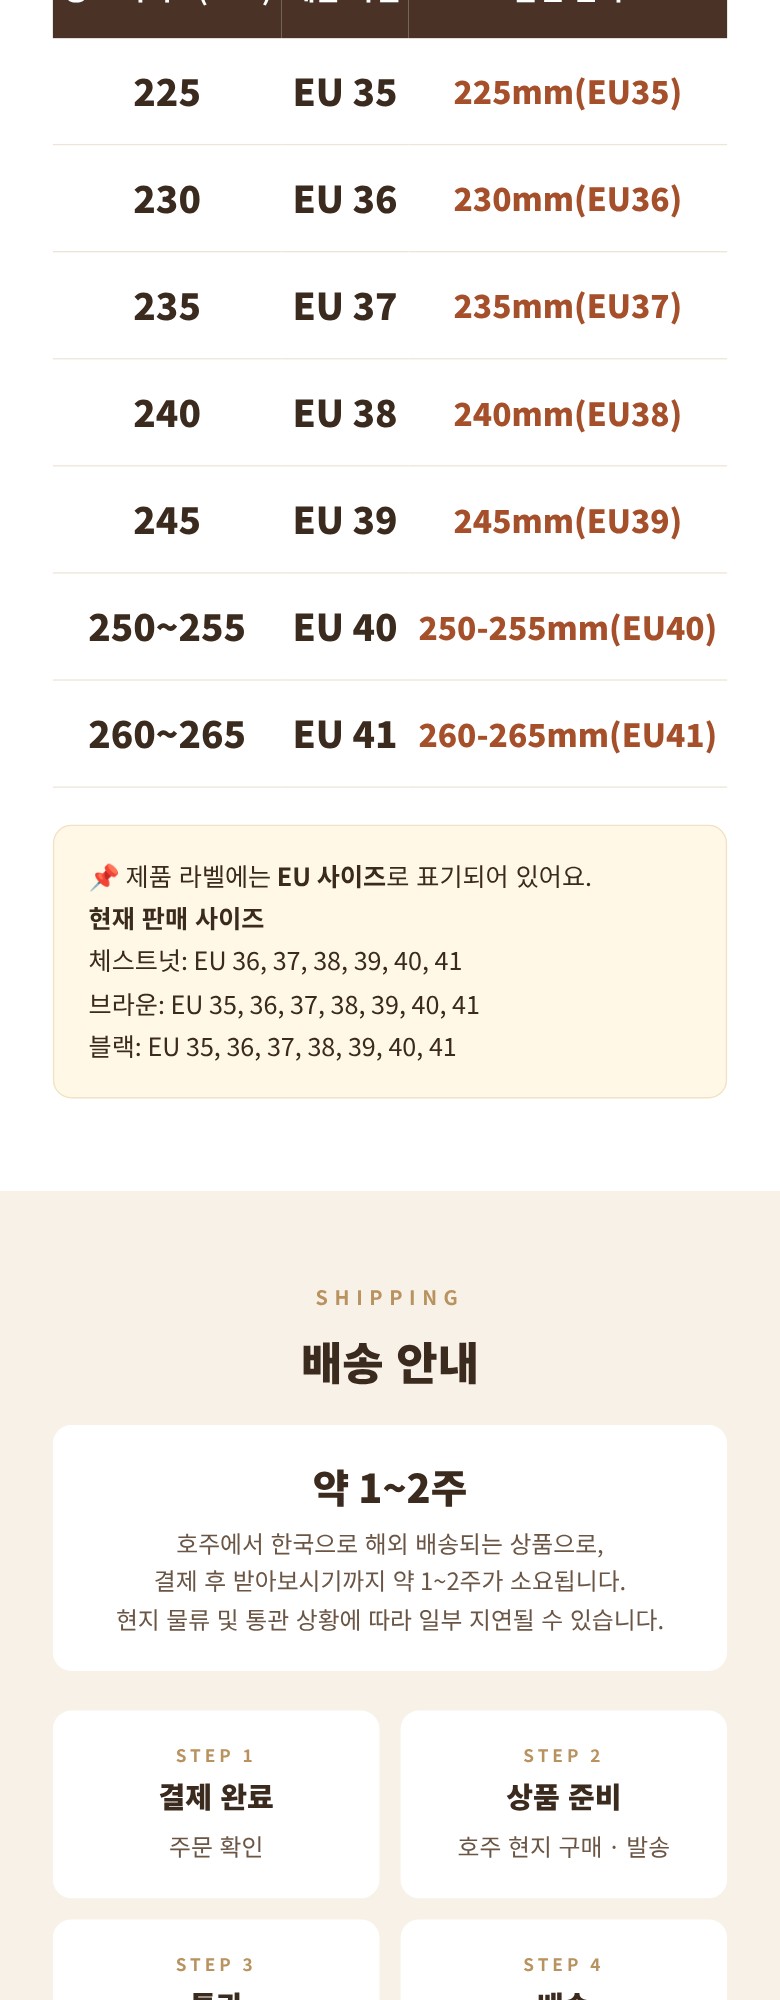 225 EU 35 225mm(EU35)
230 EU 36 230mm(EU36)
235 EU 37 235mm(EU37)
240 EU 38 240mm(EU38)
245 EU 39 245mm(EU39)
250~255 EU 40 250-255mm(EU40)
260~265 EU 41 260-265mm(EU41)
📌 제품 라벨에는 EU 사이즈로 표기되어 있어요.
현재 판매 사이즈
체스트넛: EU 36, 37, 38, 39, 40, 41
브라운: EU 35, 36, 37, 38, 39, 40, 41
블랙: EU 35, 36, 37, 38, 39, 40, 41
SHIPPING
배송 안내
약 1~2주
호주에서 한국으로 해외 배송되는 상품으로,
결제 후 받아보시기까지 약 1~2주가 소요됩니다.
현지 물류 및 통관 상황에 따라 일부 지연될 수 있습니다.
STEP 1
결제 완료
주문 확인
STEP 2
상품 준비
호주 현지 구매 · 발송
STEP 3
STEP 4